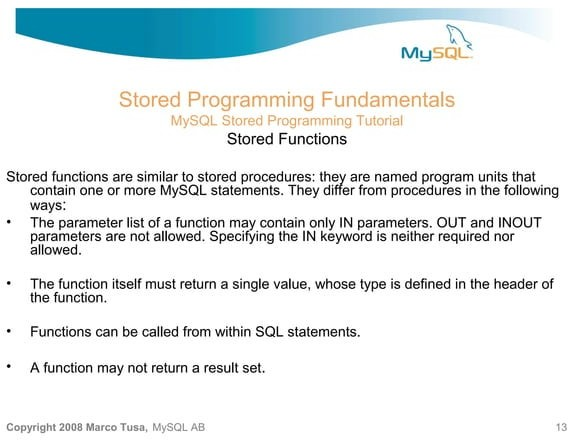 MySQL
Stored Programming Fundamentals
MySQL Stored Programming Tutorial
Stored Functions
Stored functions are similar to stored procedures: they are named program units that
contain one or more MySQL statements. They differ from procedures in the following
ways:
• The parameter list of a function may contain only IN parameters. OUT and INOUT
parameters are not allowed. Specifying the IN keyword is neither required nor
allowed.
• The function itself must return a single value, whose type is defined in the header of
the function.
• Functions can be called from within SQL statements.
• A function may not return a result set.
Copyright 2008 Marco Tusa, MySQL AB 13